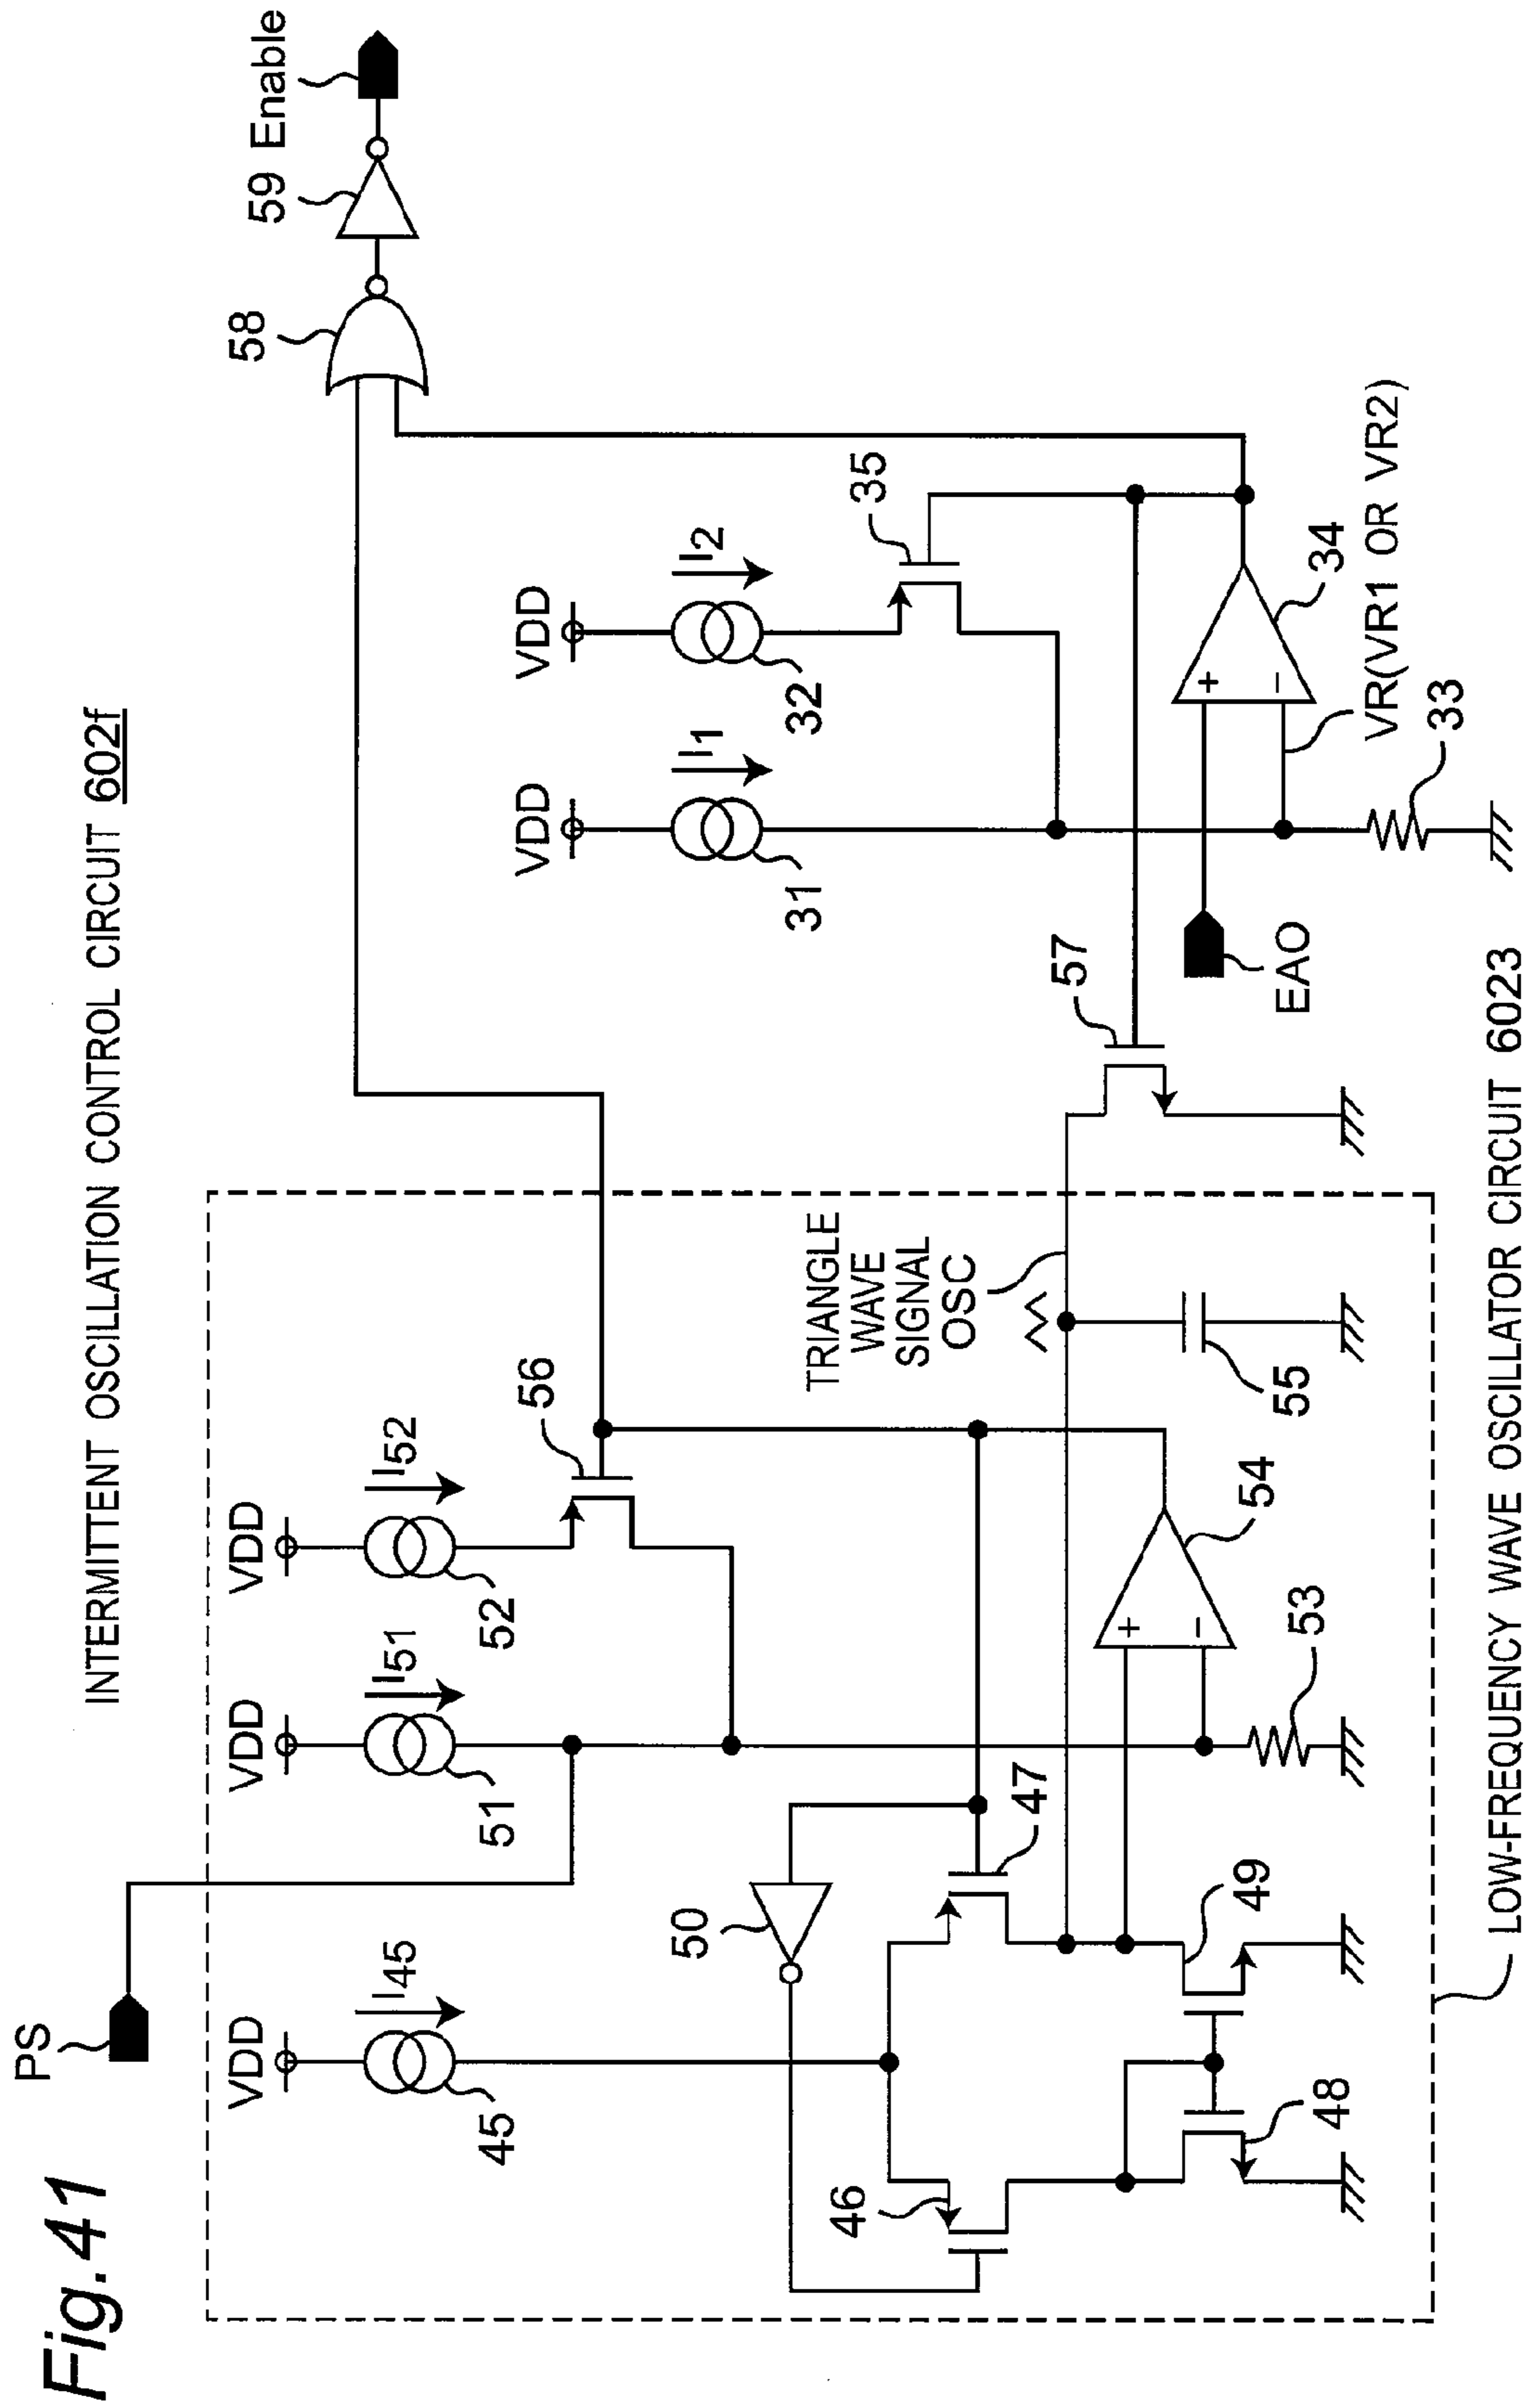 Fig. 41
INTERMITTENT OSCILLATION CONTROL CIRCUIT 602f
PS
VDD
I45
45
VDD
I51
51
VDD
I52
52
56
50
47
46
48
49
53
54
55
TRIANGLE
WAVE
SIGNAL
OSC
LOW-FREQUENCY WAVE OSCILLATOR CIRCUIT 6023
57
EAO
VDD
I1
31
VDD
I2
32
35
+
−
+
−
34
VR(VR1 OR VR2)
33
58
59
Enable